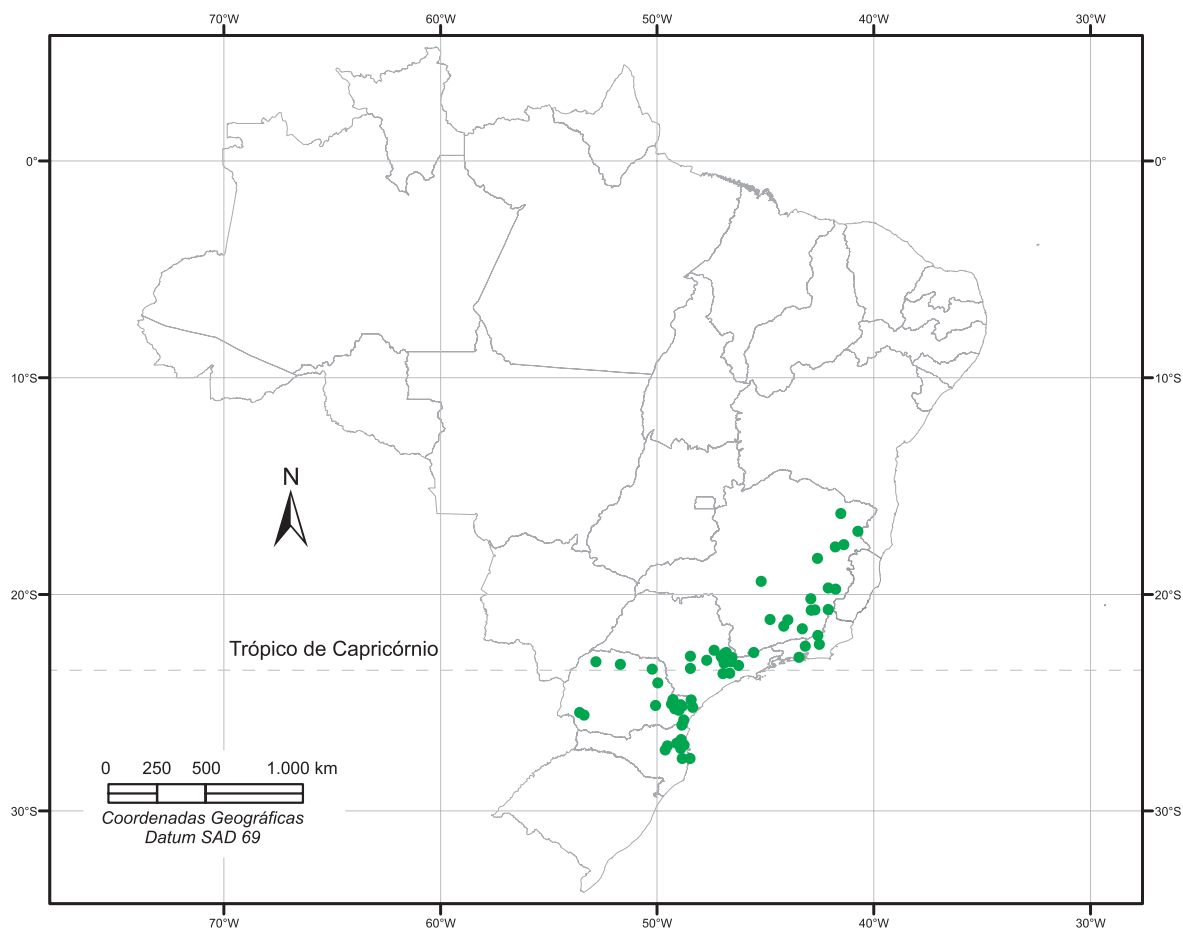 70°W 60°W 50°W 40°W 30°W
0° 0°
10°S 10°S
N
20°S 20°S
Trópico de Capricórnio
0 250 500 1.000 km
30°S 30°S
Coordenadas Geográficas
Datum SAD 69
70°W 60°W 50°W 40°W 30°W